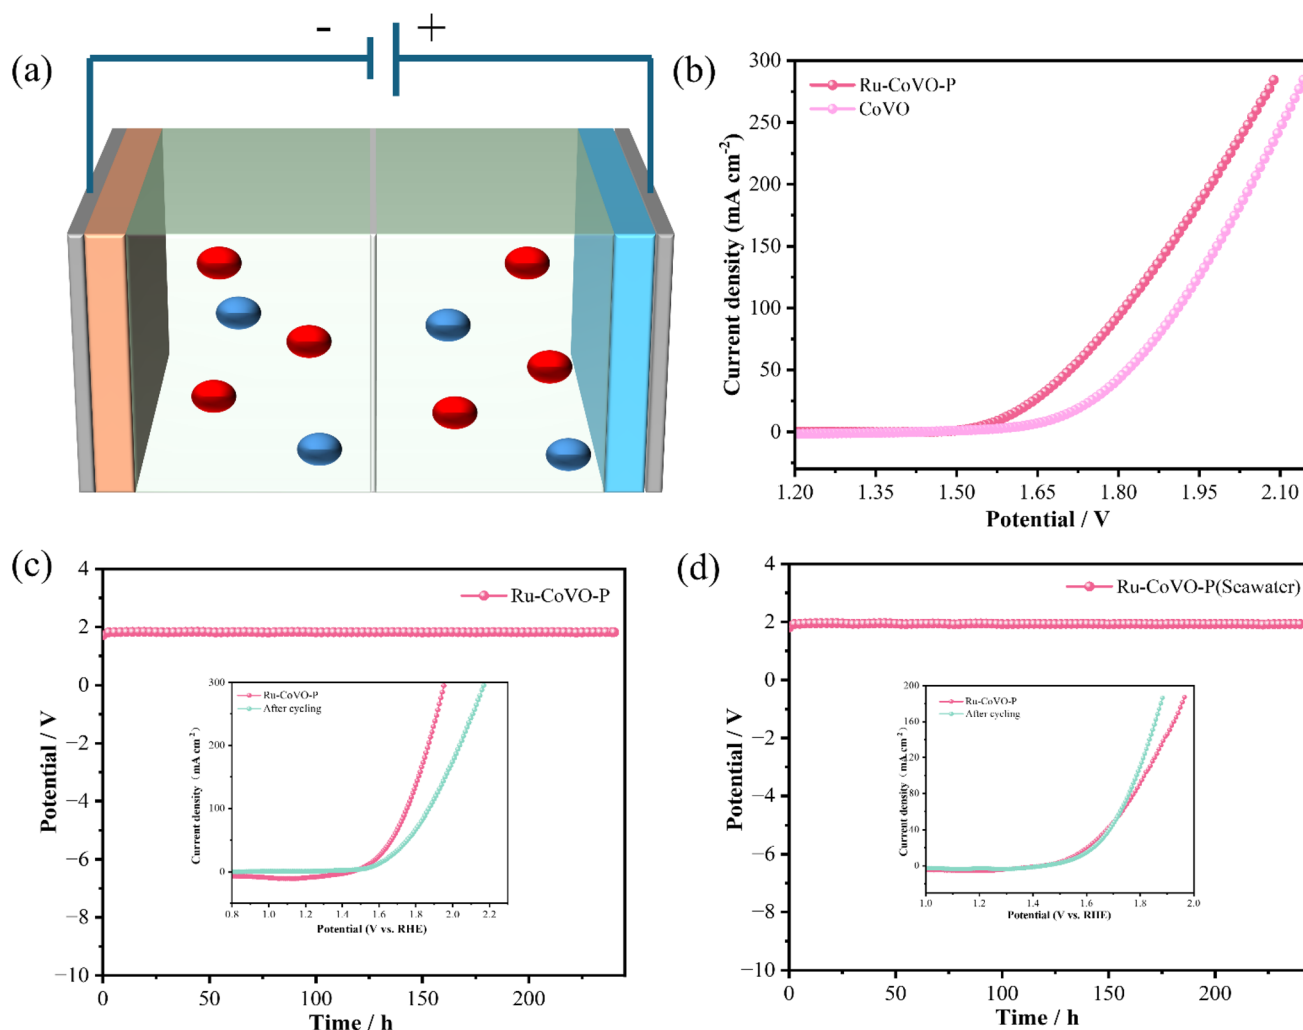 (a)
- +
(b)
Ru-CoVO-P
CoVO
Current density (mA cm-2)
300
250
200
150
100
50
0
1.20 1.35 1.50 1.65 1.80 1.95 2.10
Potential / V
(c)
Ru-CoVO-P
Potential / V
4
2
0
−2
−4
−6
−8
−10
0 50 100 150 200
Time / h
Ru-CoVO-P
After cycling
Current density (mA cm-2)
300
200
100
0
0.8 1.0 1.2 1.4 1.6 1.8 2.0 2.2
Potential (V vs. RHE)
(d)
Ru-CoVO-P(Seawater)
Potential / V
4
2
0
−2
−4
−6
−8
−10
0 50 100 150 200
Time / h
Ru-CoVO-P
After cycling
Current density (mA cm-2)
200
160
120
80
40
0
1.0 1.2 1.4 1.6 1.8 2.0
Potential (V vs. RHE)